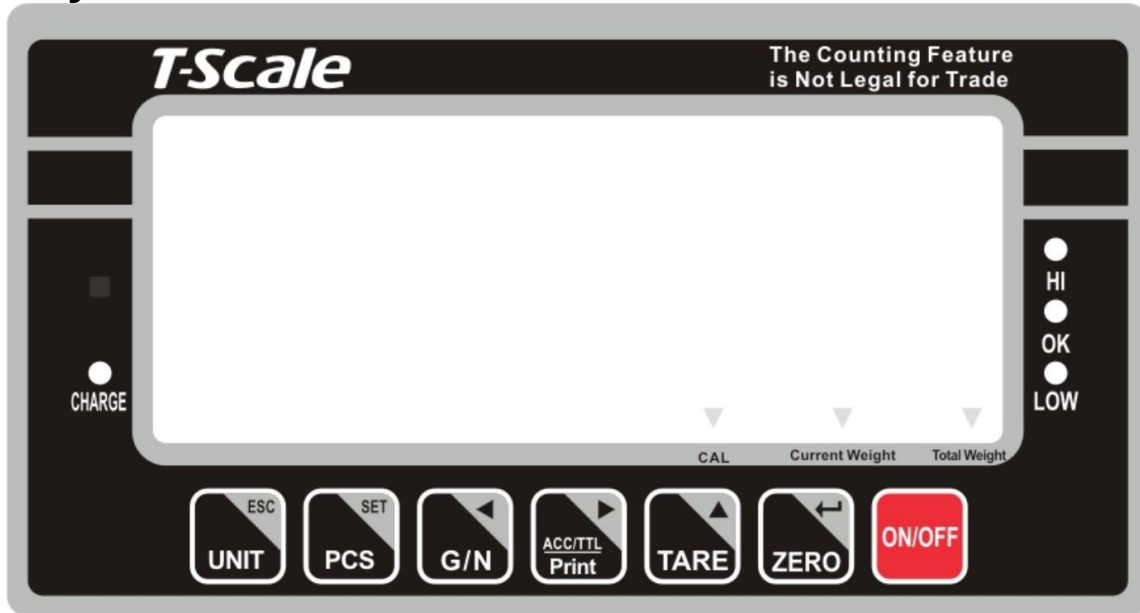 T-Scale
The Counting Feature
is Not Legal for Trade
HI
OK
LOW
CHARGE
CAL
Current Weight
Total Weight
ESC
UNIT
SET
PCS
G/N
ACC/TTL
Print
TARE
ZERO
ON/OFF